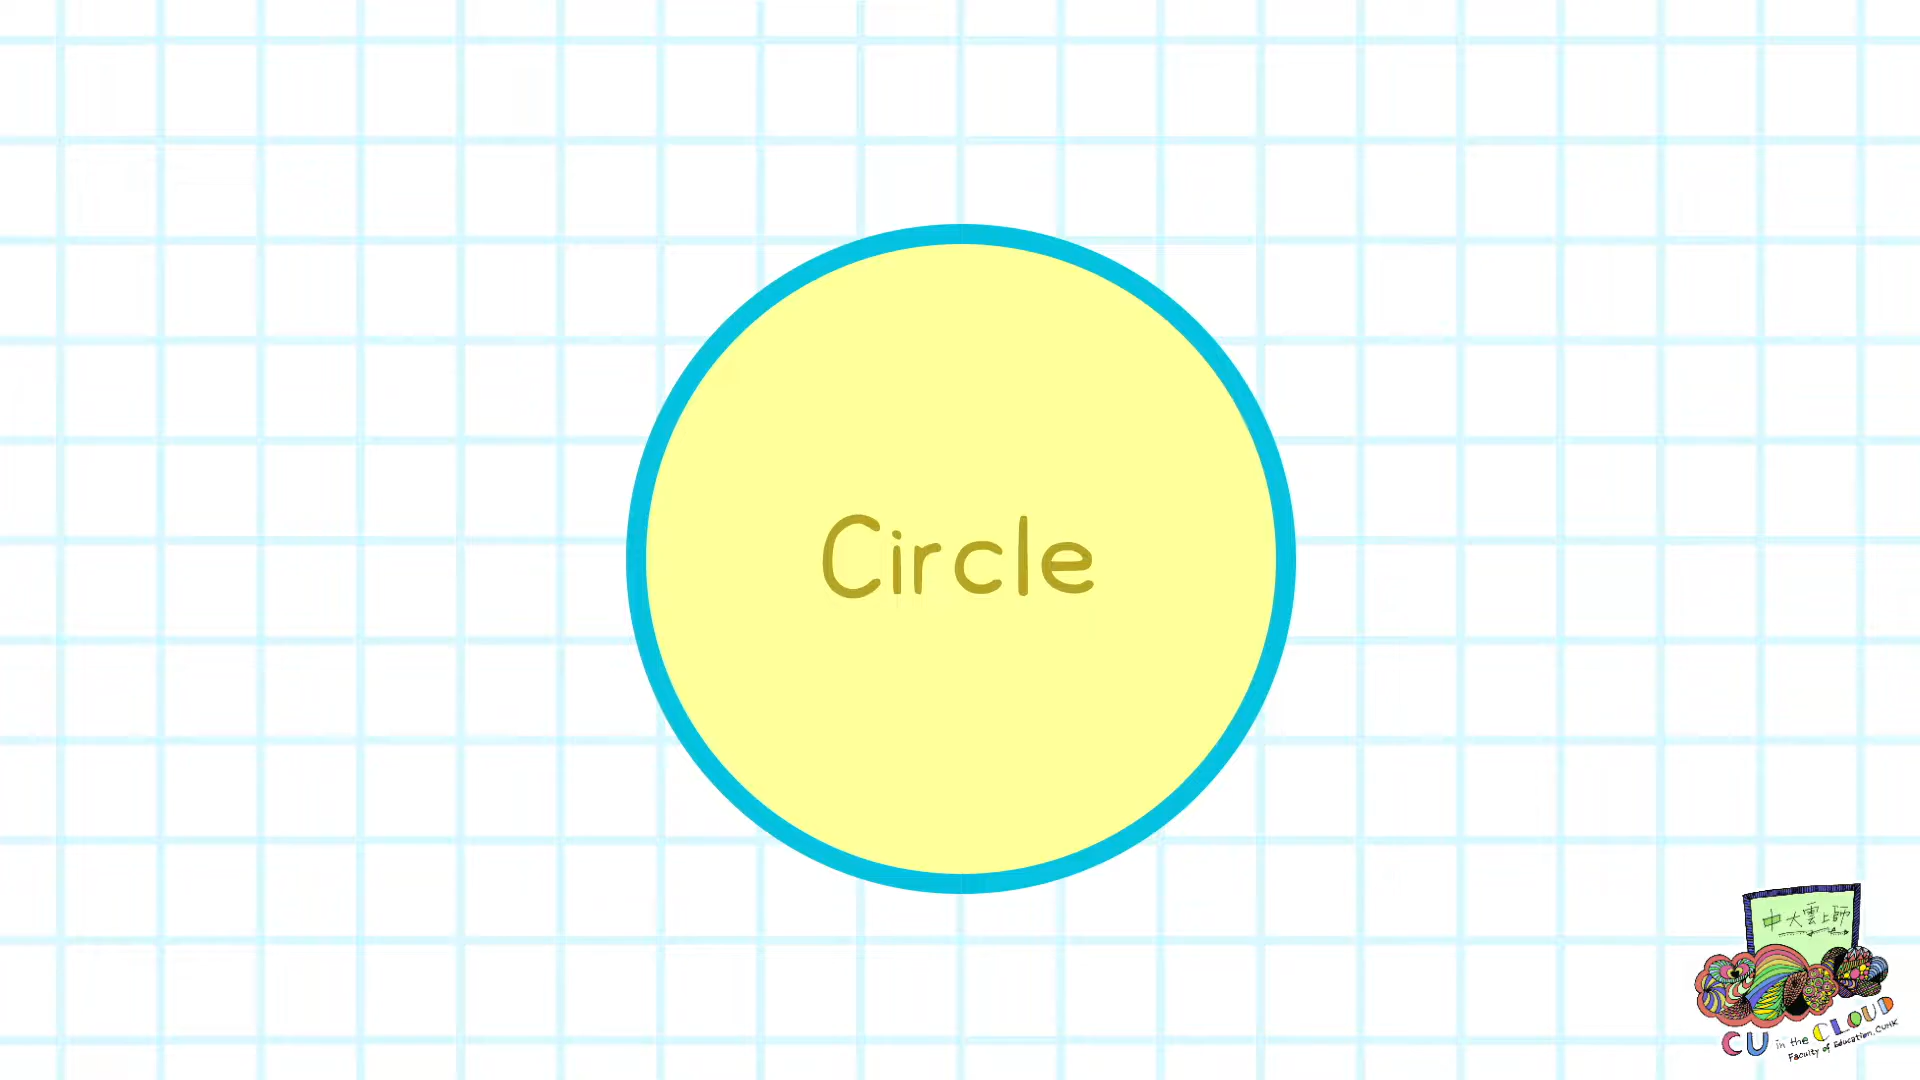 Circle
中大雲上師
CU in the CLOUD
Faculty of Education, CUHK